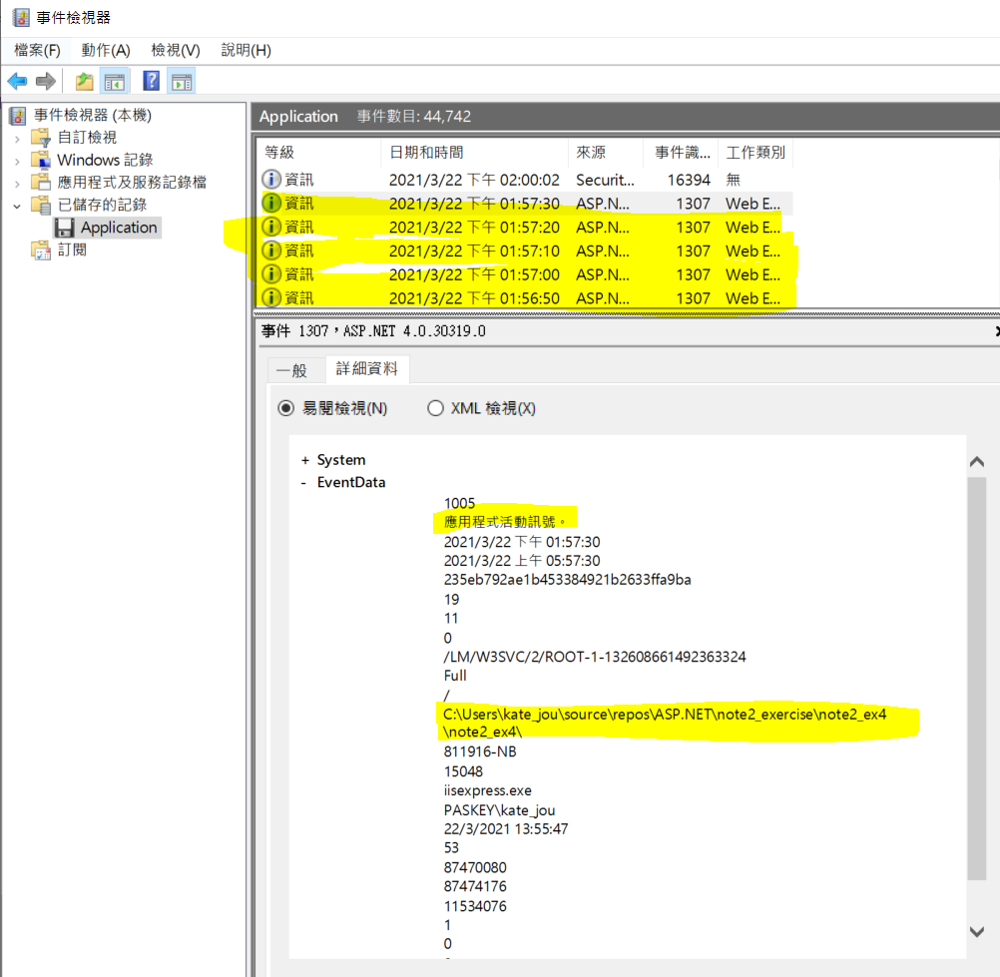 事件檢視器
檔案(F) 動作(A) 檢視(V) 說明(H)
事件檢視器 (本機)
自訂檢視
Windows 記錄
應用程式及服務記錄檔
已儲存的記錄
Application
訂閱
Application 事件數目: 44,742
等級 日期和時間 來源 事件識... 工作類別
資訊 2021/3/22 下午 02:00:02 Securit... 16394 無
資訊 2021/3/22 下午 01:57:30 ASP.N... 1307 Web E...
資訊 2021/3/22 下午 01:57:20 ASP.N... 1307 Web E...
資訊 2021/3/22 下午 01:57:10 ASP.N... 1307 Web E...
資訊 2021/3/22 下午 01:57:00 ASP.N... 1307 Web E...
資訊 2021/3/22 下午 01:56:50 ASP.N... 1307 Web E...
事件 1307，ASP.NET 4.0.30319.0
一般 詳細資料
易閱檢視(N) XML 檢視(X)
+ System
- EventData
1005
應用程式活動訊號。
2021/3/22 下午 01:57:30
2021/3/22 上午 05:57:30
235eb792ae1b453384921b2633ffa9ba
19
11
0
/LM/W3SVC/2/ROOT-1-132608661492363324
Full
/
C:\Users\kate_jou\source\repos\ASP.NET\note2_exercise\note2_ex4
\note2_ex4\
811916-NB
15048
iisexpress.exe
PASKEY\kate_jou
22/3/2021 13:55:47
53
87470080
87474176
11534076
1
0